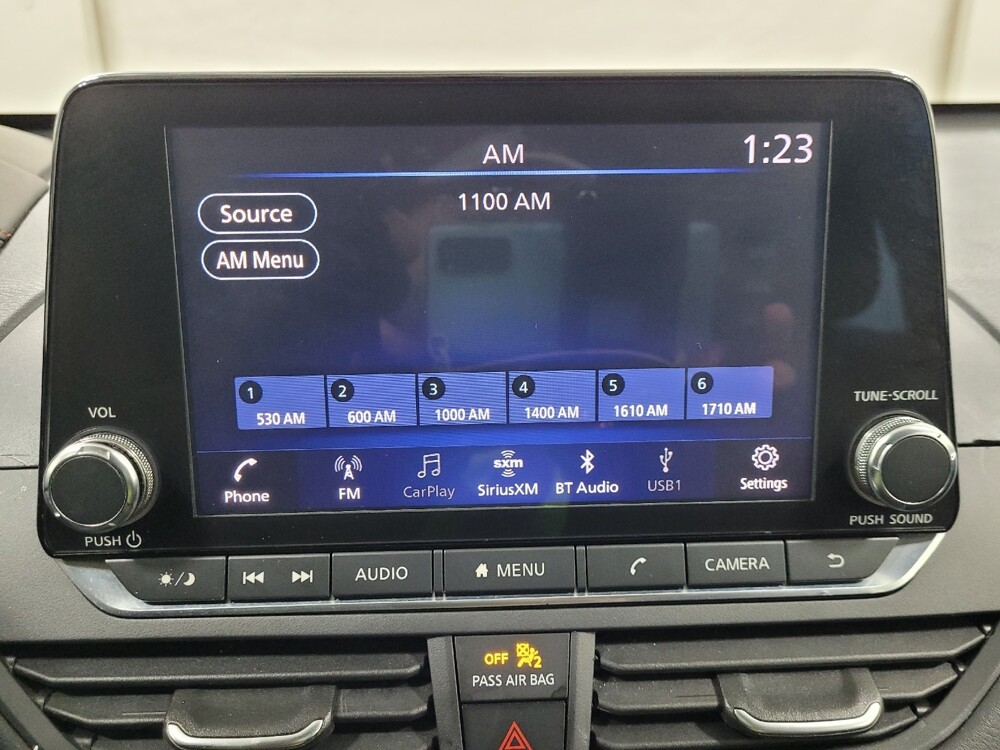 AM
1:23
1100 AM
Source
AM Menu
1 2 3 4 5 6
530 AM 600 AM 1000 AM 1400 AM 1610 AM 1710 AM
sxm
Phone FM CarPlay SiriusXM BT Audio USB1 Settings
VOL
PUSH
TUNE·SCROLL
PUSH SOUND
AUDIO MENU CAMERA
OFF 2
PASS AIR BAG